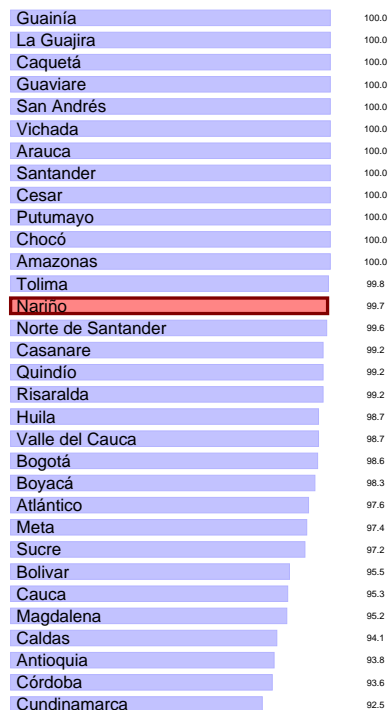 Guainía 100.0
La Guajira 100.0
Caquetá 100.0
Guaviare 100.0
San Andrés 100.0
Vichada 100.0
Arauca 100.0
Santander 100.0
Cesar 100.0
Putumayo 100.0
Chocó 100.0
Amazonas 100.0
Tolima 99.8
Nariño 99.7
Norte de Santander 99.6
Casanare 99.2
Quindío 99.2
Risaralda 99.2
Huila 98.7
Valle del Cauca 98.7
Bogotá 98.6
Boyacá 98.3
Atlántico 97.6
Meta 97.4
Sucre 97.2
Bolivar 95.5
Cauca 95.3
Magdalena 95.2
Caldas 94.1
Antioquia 93.8
Córdoba 93.6
Cundinamarca 92.5